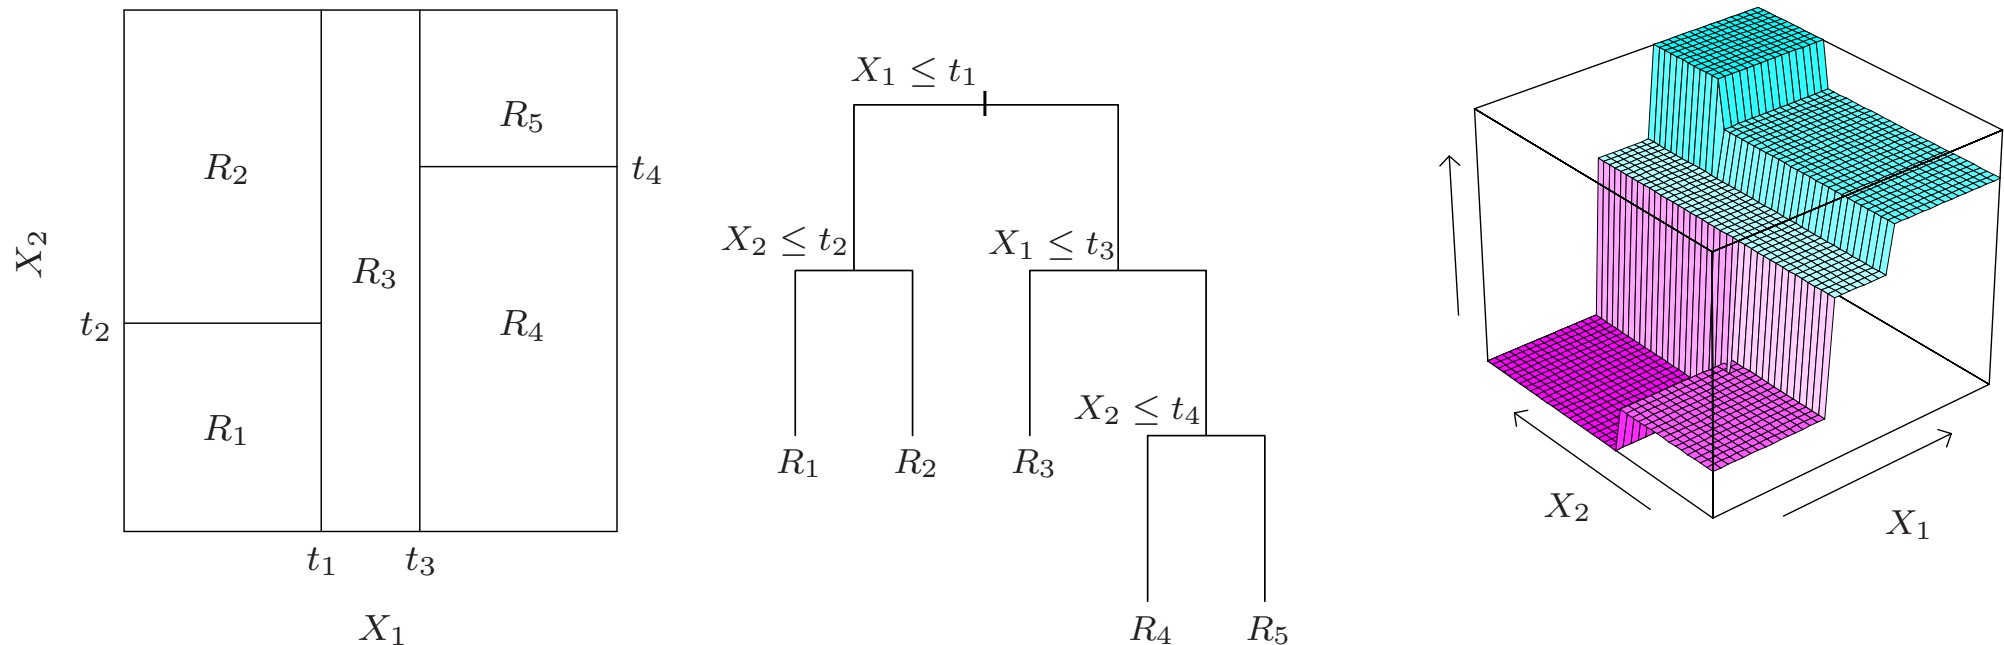 R₅
R₂
t₄
X₂
R₃
t₂
R₄
R₁
t₁
t₃
X₁
X₁ ≤ t₁
X₂ ≤ t₂
X₁ ≤ t₃
X₂ ≤ t₄
R₁
R₂
R₃
R₄
R₅
X₂
X₁